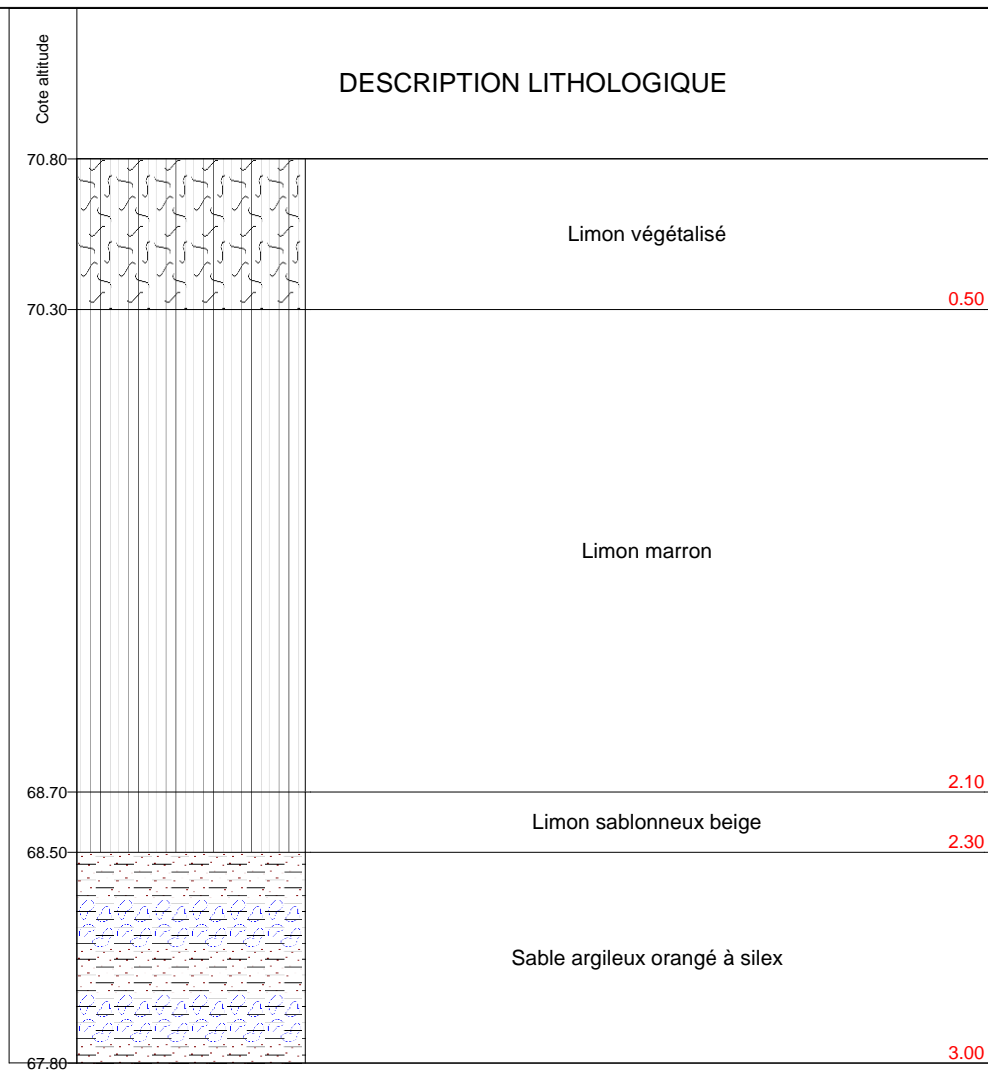 Cote altitude
DESCRIPTION LITHOLOGIQUE
70.80
Limon végétalisé
0.50
70.30
Limon marron
2.10
68.70
Limon sablonneux beige
2.30
68.50
Sable argileux orangé à silex
3.00
67.80